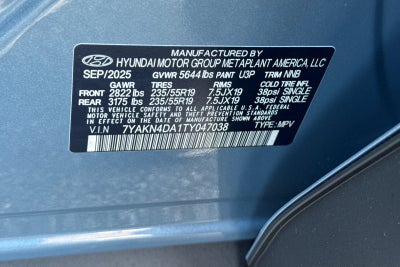 MANUFACTURED BY
HYUNDAI MOTOR GROUP METAPLANT AMERICA, LLC
SEP/2025 GVWR 5644 lbs PAINT U3P TRIM NNB
TIRES RIMS COLD PSI
FRONT 2822 lbs 235/55R19 7.5JX19 38psi SINGLE
REAR 3175 lbs 235/55R19 7.5JX19 38psi SINGLE
THIS VEHICLE CONFORMS TO ALL APPLICABLE U.S.A. FEDERAL
MOTOR VEHICLE SAFETY, BUMPER, AND THEFT PREVENTION
STANDARDS IN EFFECT ON THE DATE OF MANUFACTURE SHOWN ABOVE.
V.I.N 7YAKN4DA1TY047038 TYPE: MPV